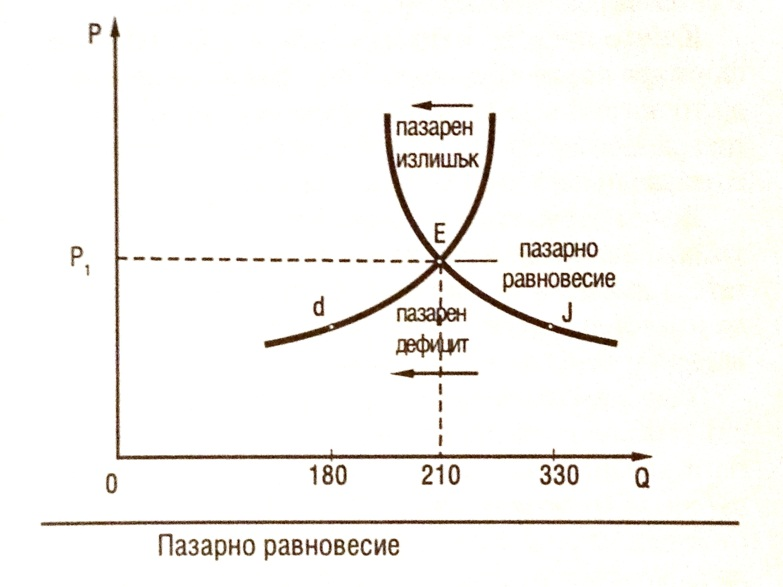 P
пазарен
излишък
E
P₁
пазарно
равновесие
d
пазарен
дефицит
J
0
180
210
330
Q
Пазарно равновесие